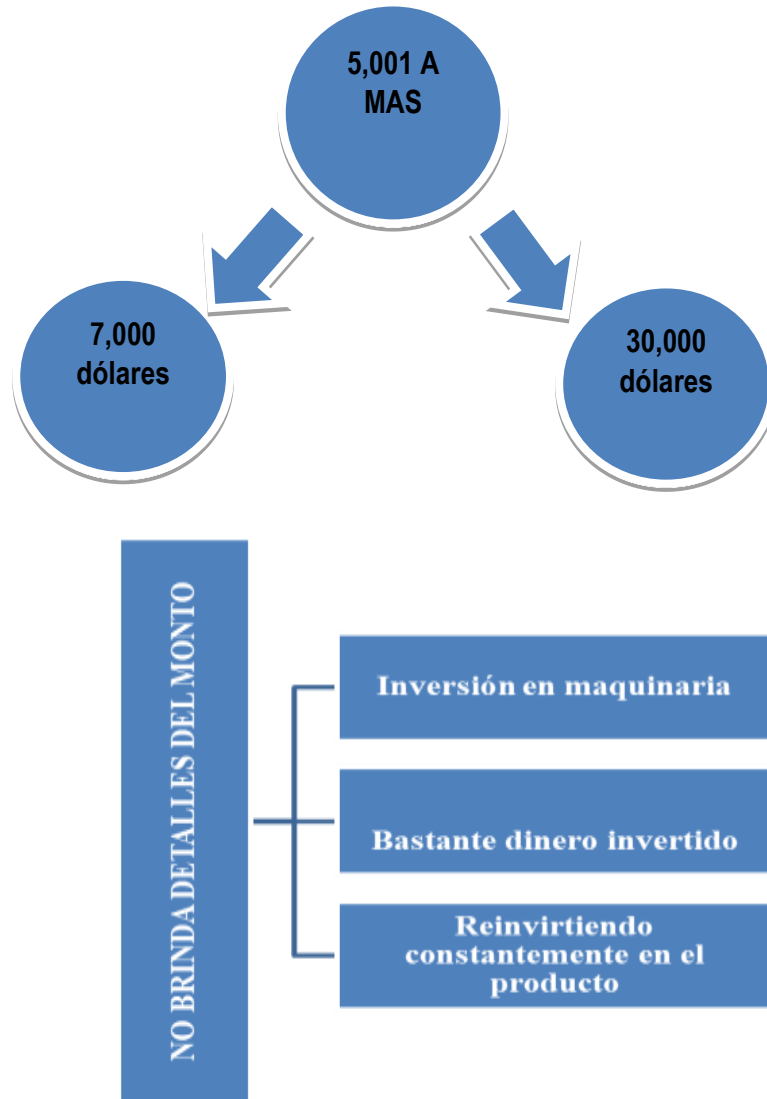 5,001 A
MAS
7,000
dólares
30,000
dólares
NO BRINDA DETALLES DEL MONTO
Inversión en maquinaria
Bastante dinero invertido
Reinvirtiendo
constantemente en el
producto